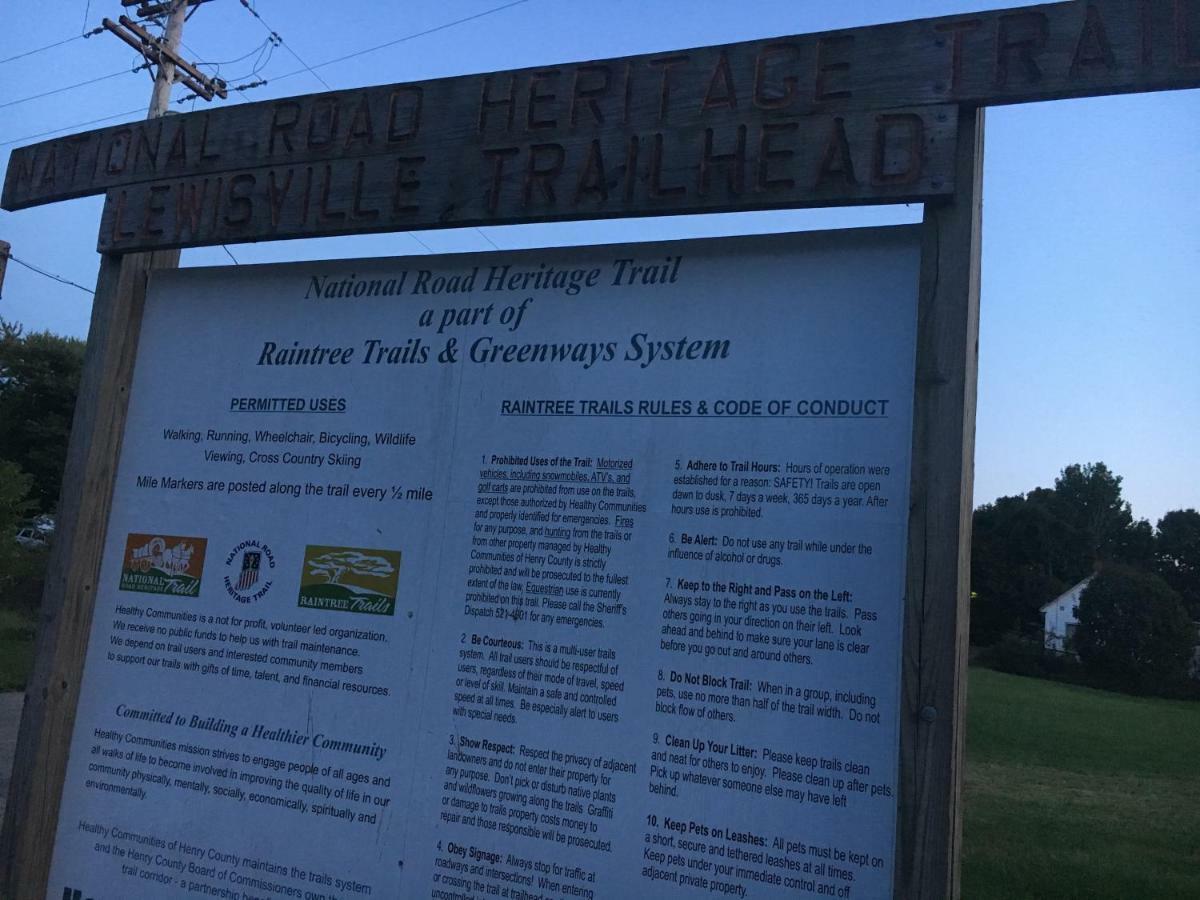 NATIONAL ROAD HERITAGE TRAIL
LEWISVILLE TRAILHEAD
National Road Heritage Trail
a part of
Raintree Trails & Greenways System
PERMITTED USES
Walking, Running, Wheelchair, Bicycling, Wildlife
Viewing, Cross Country Skiing
Mile Markers are posted along the trail every ½ mile
NATIONAL
ROAD HERITAGE Trail
NATIONAL ROAD
HERITAGE TRAIL
RAINTREE Trails
Healthy Communities is a not for profit, volunteer led organization.
We receive no public funds to help us with trail maintenance.
We depend on trail users and interested community members
to support our trails with gifts of time, talent, and financial resources.
Committed to Building a Healthier Community
Healthy Communities mission strives to engage people of all ages and
all walks of life to become involved in improving the quality of life in our
community physically, mentally, socially, economically, spiritually and
environmentally.
Healthy Communities of Henry County maintains the trails system
and the Henry County Board of Commissioners own the
trail corridor - a partnership
RAINTREE TRAILS RULES & CODE OF CONDUCT
1. Prohibited Uses of the Trail: Motorized
vehicles, including snowmobiles, ATV's, and
golf carts are prohibited from use on the trails,
except those authorized by Healthy Communities
and properly identified for emergencies. Fires
for any purpose, and hunting from the trails or
from other property managed by Healthy
Communities of Henry County is strictly
prohibited and will be prosecuted to the fullest
extent of the law. Equestrian use is currently
prohibited on this trail. Please call the Sheriff's
Dispatch 521-4901 for any emergencies.
2. Be Courteous: This is a multi-user trails
system. All trail users should be respectful of
users, regardless of their mode of travel, speed
or level of skill. Maintain a safe and controlled
speed at all times. Be especially alert to users
with special needs.
3. Show Respect: Respect the privacy of adjacent
landowners and do not enter their property for
any purpose. Don't pick or disturb native plants
and wildflowers growing along the trails. Graffiti
or damage to trails property costs money to
repair and those responsible will be prosecuted.
4. Obey Signage: Always stop for traffic at
roadways and intersections! When entering
or crossing the trail at trailhead
5. Adhere to Trail Hours: Hours of operation were
established for a reason: SAFETY! Trails are open
dawn to dusk, 7 days a week, 365 days a year. After
hours use is prohibited.
6. Be Alert: Do not use any trail while under the
influence of alcohol or drugs.
7. Keep to the Right and Pass on the Left:
Always stay to the right as you use the trails. Pass
others going in your direction on their left. Look
ahead and behind to make sure your lane is clear
before you go out and around others.
8. Do Not Block Trail: When in a group, including
pets, use no more than half of the trail width. Do not
block flow of others.
9. Clean Up Your Litter: Please keep trails clean
and neat for others to enjoy. Please clean up after pets.
Pick up whatever someone else may have left
behind.
10. Keep Pets on Leashes: All pets must be kept on
a short, secure and tethered leashes at all times.
Keep pets under your immediate control and off
adjacent private property.